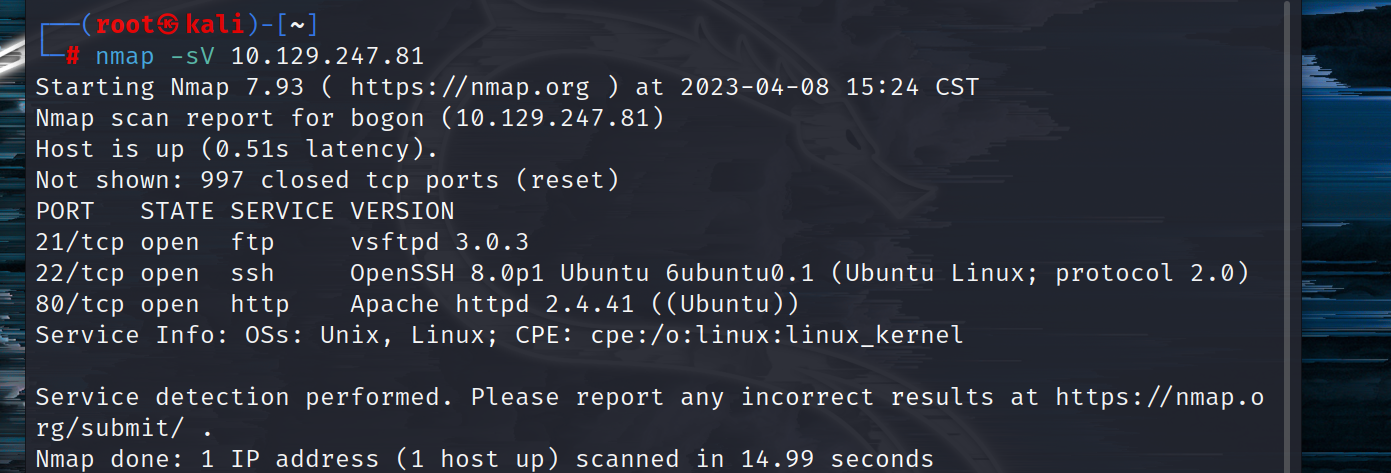 ┌──(root㉿kali)-[~]
└─# nmap -sV 10.129.247.81
Starting Nmap 7.93 ( https://nmap.org ) at 2023-04-08 15:24 CST
Nmap scan report for bogon (10.129.247.81)
Host is up (0.51s latency).
Not shown: 997 closed tcp ports (reset)
PORT   STATE SERVICE VERSION
21/tcp open  ftp     vsftpd 3.0.3
22/tcp open  ssh     OpenSSH 8.0p1 Ubuntu 6ubuntu0.1 (Ubuntu Linux; protocol 2.0)
80/tcp open  http    Apache httpd 2.4.41 ((Ubuntu))
Service Info: OSs: Unix, Linux; CPE: cpe:/o:linux:linux_kernel

Service detection performed. Please report any incorrect results at https://nmap.o
rg/submit/ .
Nmap done: 1 IP address (1 host up) scanned in 14.99 seconds